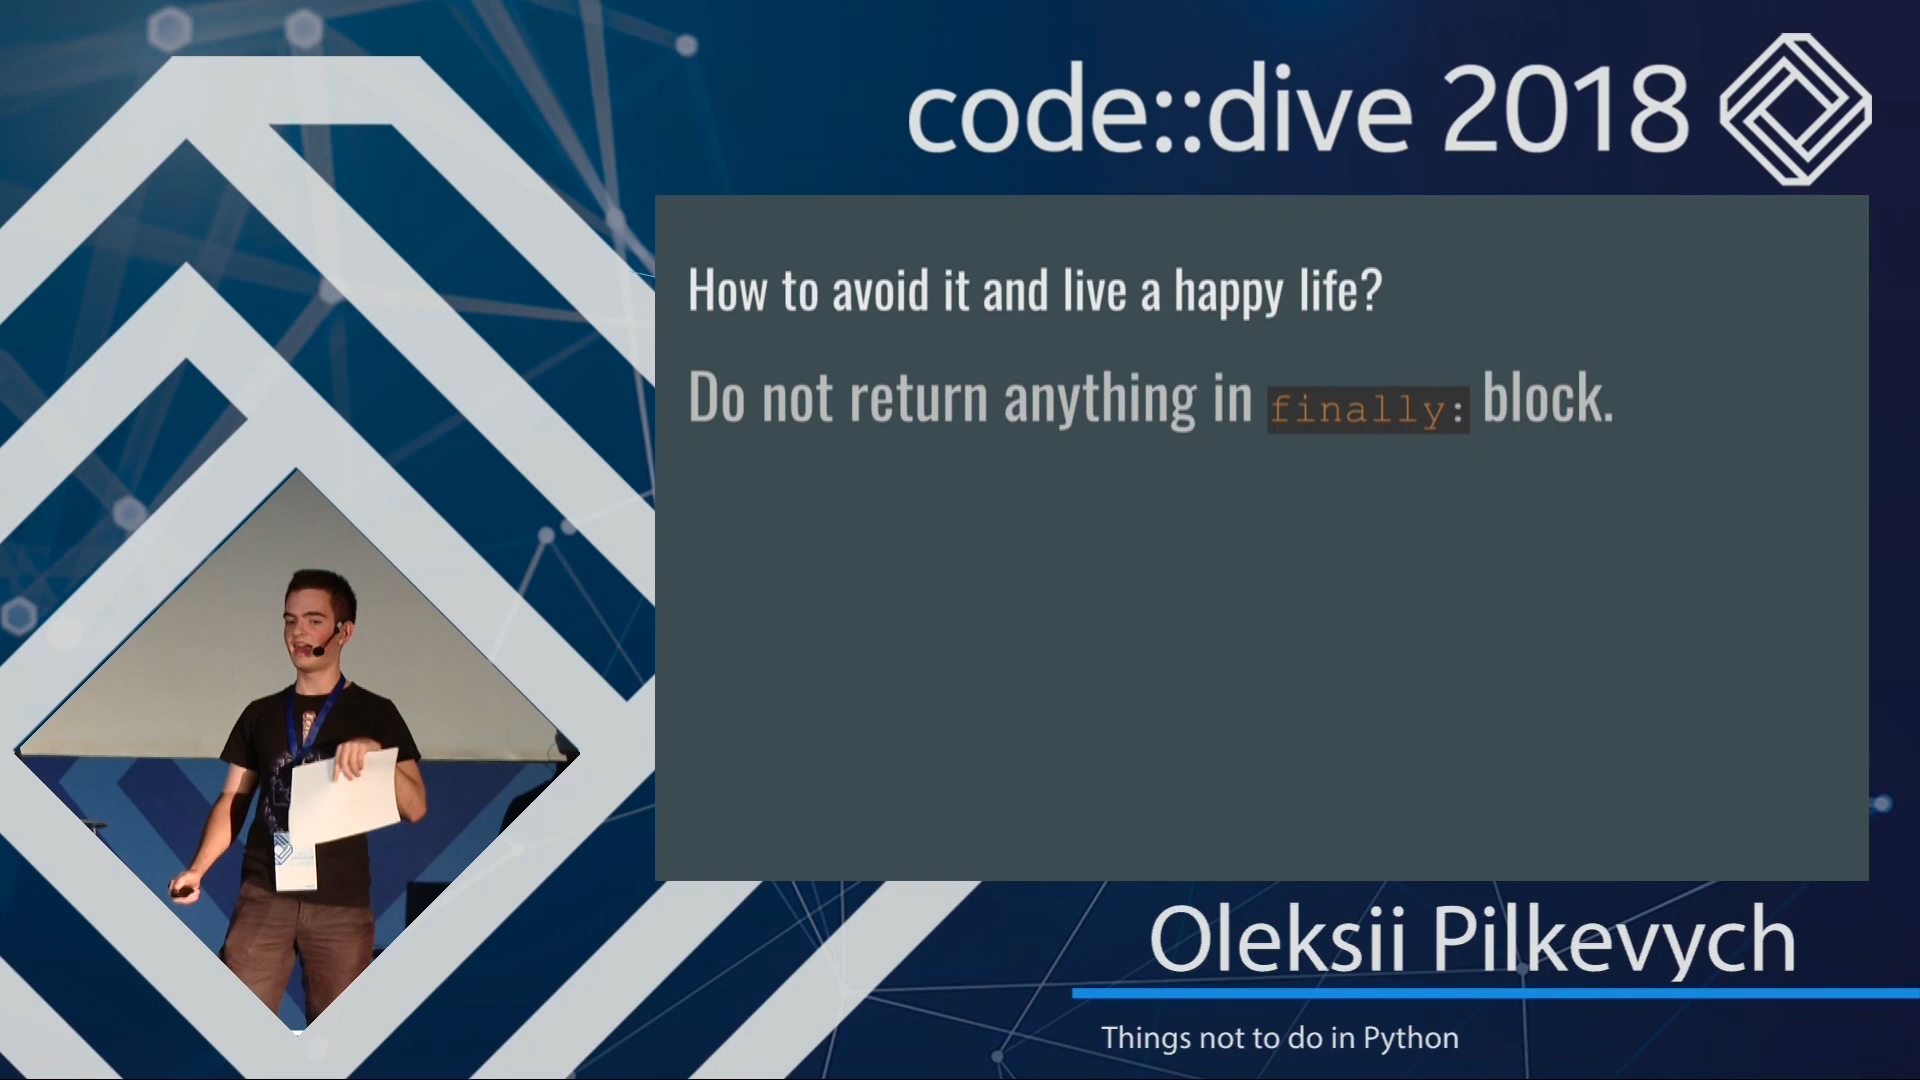 code::dive 2018
How to avoid it and live a happy life?
Do not return anything in finally: block.
Oleksii Pilkevych
Things not to do in Python